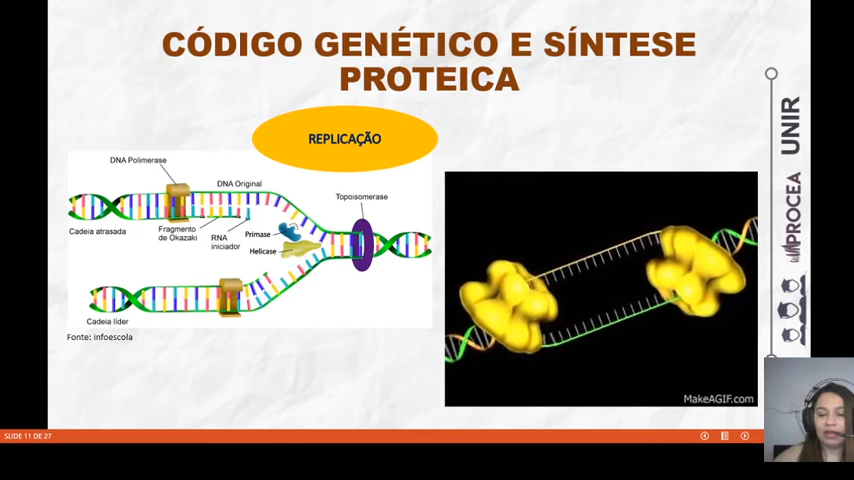 CÓDIGO GENÉTICO E SÍNTESE
PROTEICA
REPLICAÇÃO
DNA Polimerase
DNA Original
Topoisomerase
Cadeia atrasada
Fragmento
de Okazaki
RNA
iniciador
Primase
Helicase
Cadeia líder
Fonte: infoescola
MakeAGIF.com
UNIR
PROCEA
SLIDE 11 DE 27